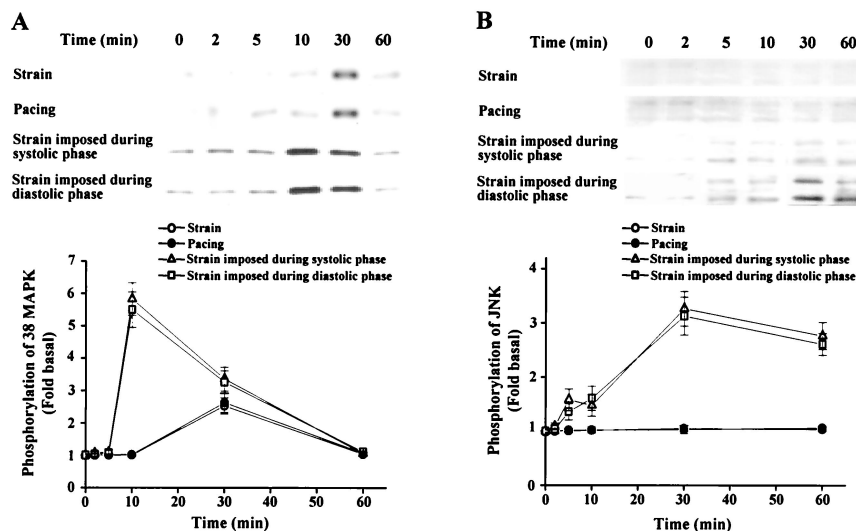 A
Time (min) 0 2 5 10 30 60
Strain
Pacing
Strain imposed during
systolic phase
Strain imposed during
diastolic phase
Strain
Pacing
Strain imposed during systolic phase
Strain imposed during diastolic phase
Phosphorylation of 38 MAPK
(Fold basal)
7
6
5
4
3
2
1
0
0 10 20 30 40 50 60
Time (min)
B
Time (min) 0 2 5 10 30 60
Strain
Pacing
Strain imposed during
systolic phase
Strain imposed during
diastolic phase
Strain
Pacing
Strain imposed during systolic phase
Strain imposed during diastolic phase
Phosphorylation of JNK
(Fold basal)
4
3
2
1
0
0 10 20 30 40 50 60
Time (min)